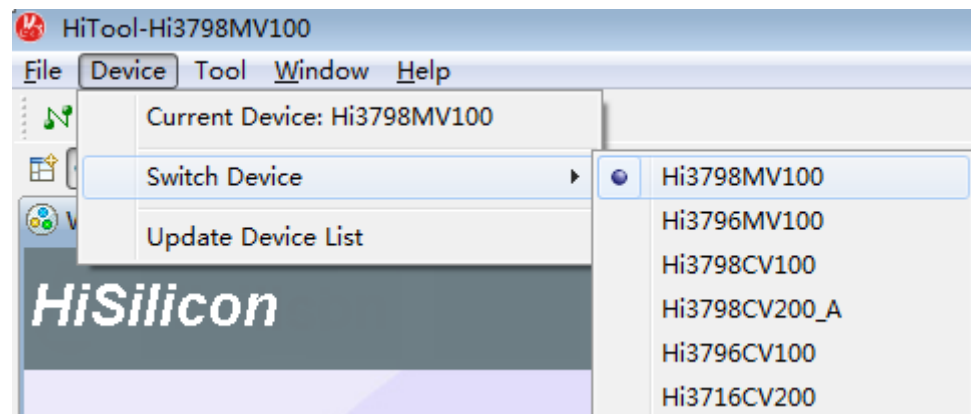 HiTool-Hi3798MV100
File Device Tool Window Help
Current Device: Hi3798MV100
Switch Device
Update Device List
Hi3798MV100
Hi3796MV100
Hi3798CV100
Hi3798CV200_A
Hi3796CV100
Hi3716CV200
HiSilicon